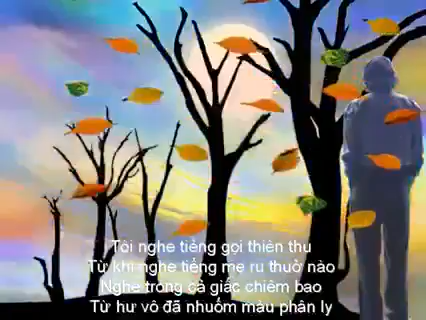 Tôi nghe tiếng gọi thiên thu
Từ khi nghe tiếng mẹ ru thuở nào
Nghe trong cả giấc chiêm bao
Từ hư vô đã nhuốm màu phân ly